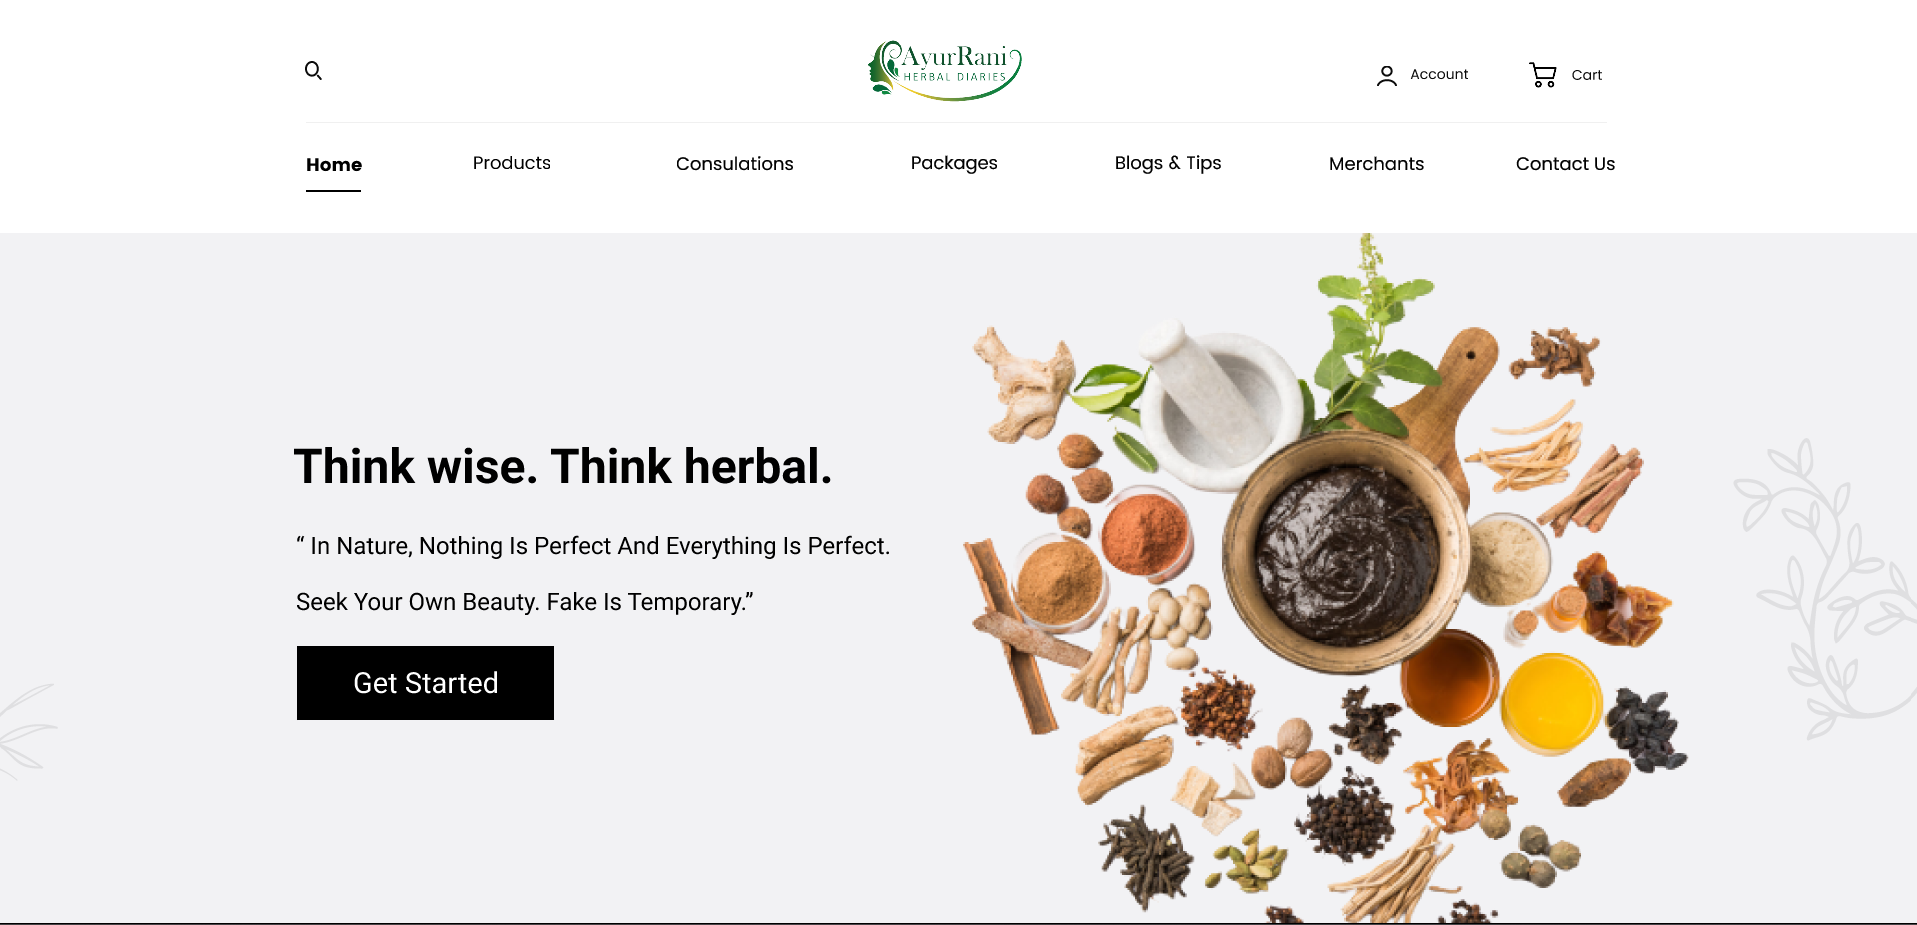 AyurRani
HERBAL DIARIES
Account
Cart
Home
Products
Consulations
Packages
Blogs & Tips
Merchants
Contact Us
Think wise. Think herbal.
“ In Nature, Nothing Is Perfect And Everything Is Perfect.
Seek Your Own Beauty. Fake Is Temporary.”
Get Started